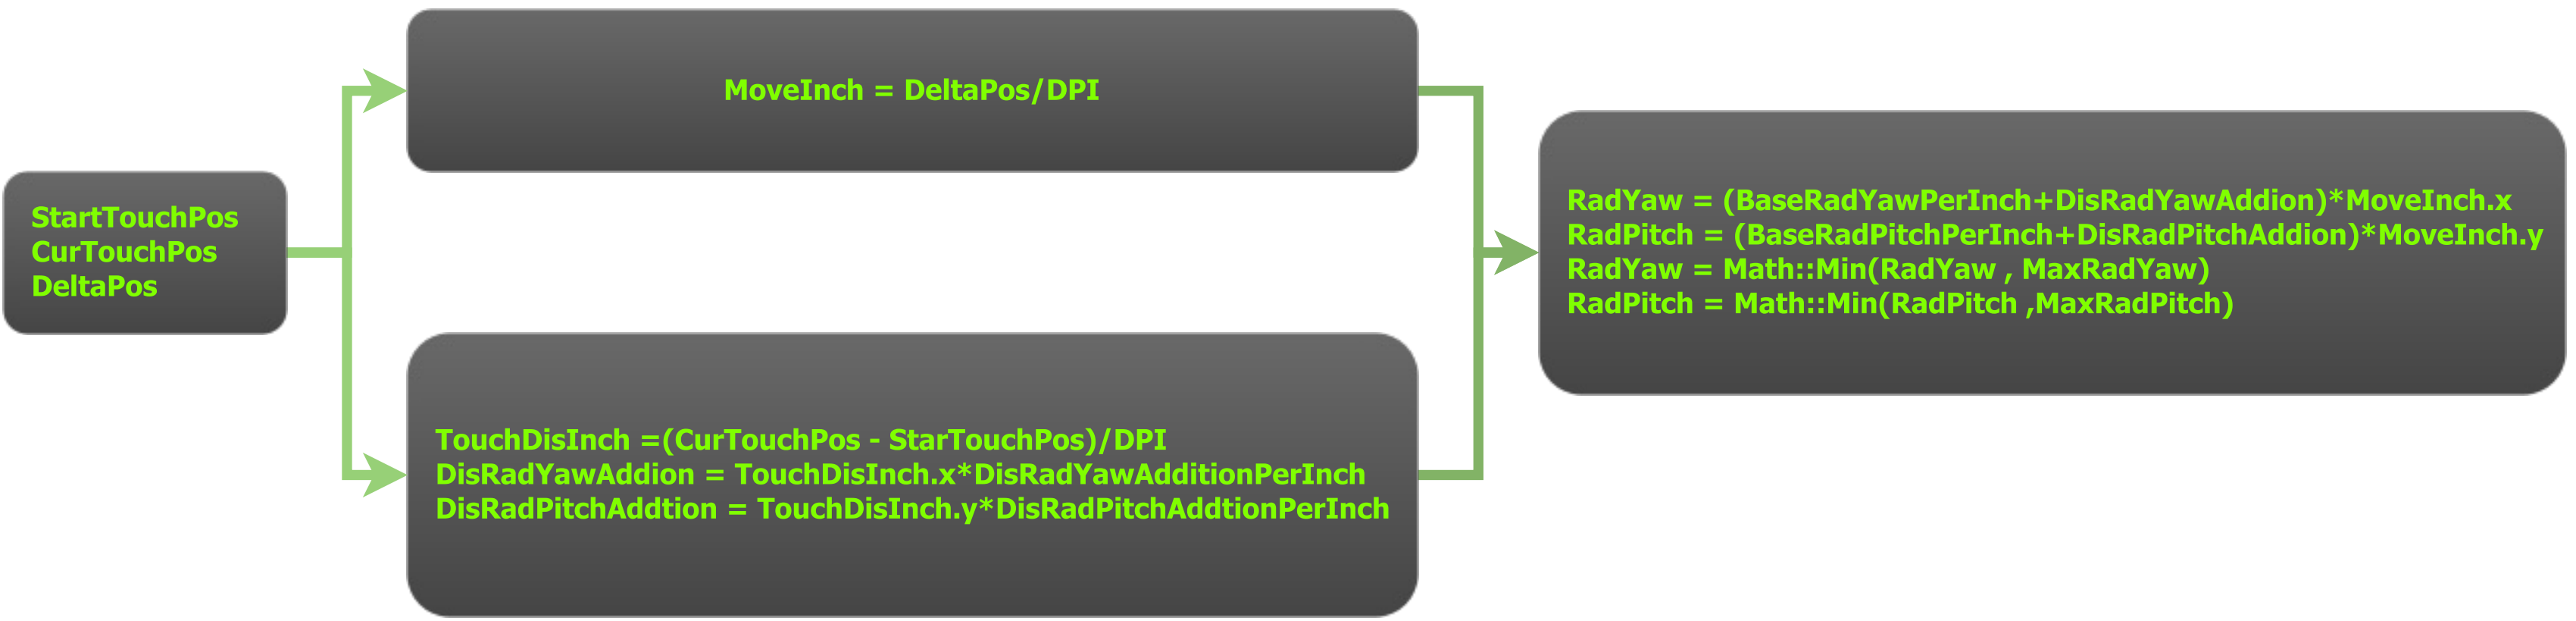 StartTouchPos
CurTouchPos
DeltaPos
MoveInch = DeltaPos/DPI
TouchDisInch =(CurTouchPos - StarTouchPos)/DPI
DisRadYawAddion = TouchDisInch.x*DisRadYawAdditionPerInch
DisRadPitchAddtion = TouchDisInch.y*DisRadPitchAddtionPerInch
RadYaw = (BaseRadYawPerInch+DisRadYawAddion)*MoveInch.x
RadPitch = (BaseRadPitchPerInch+DisRadPitchAddion)*MoveInch.y
RadYaw = Math::Min(RadYaw , MaxRadYaw)
RadPitch = Math::Min(RadPitch ,MaxRadPitch)